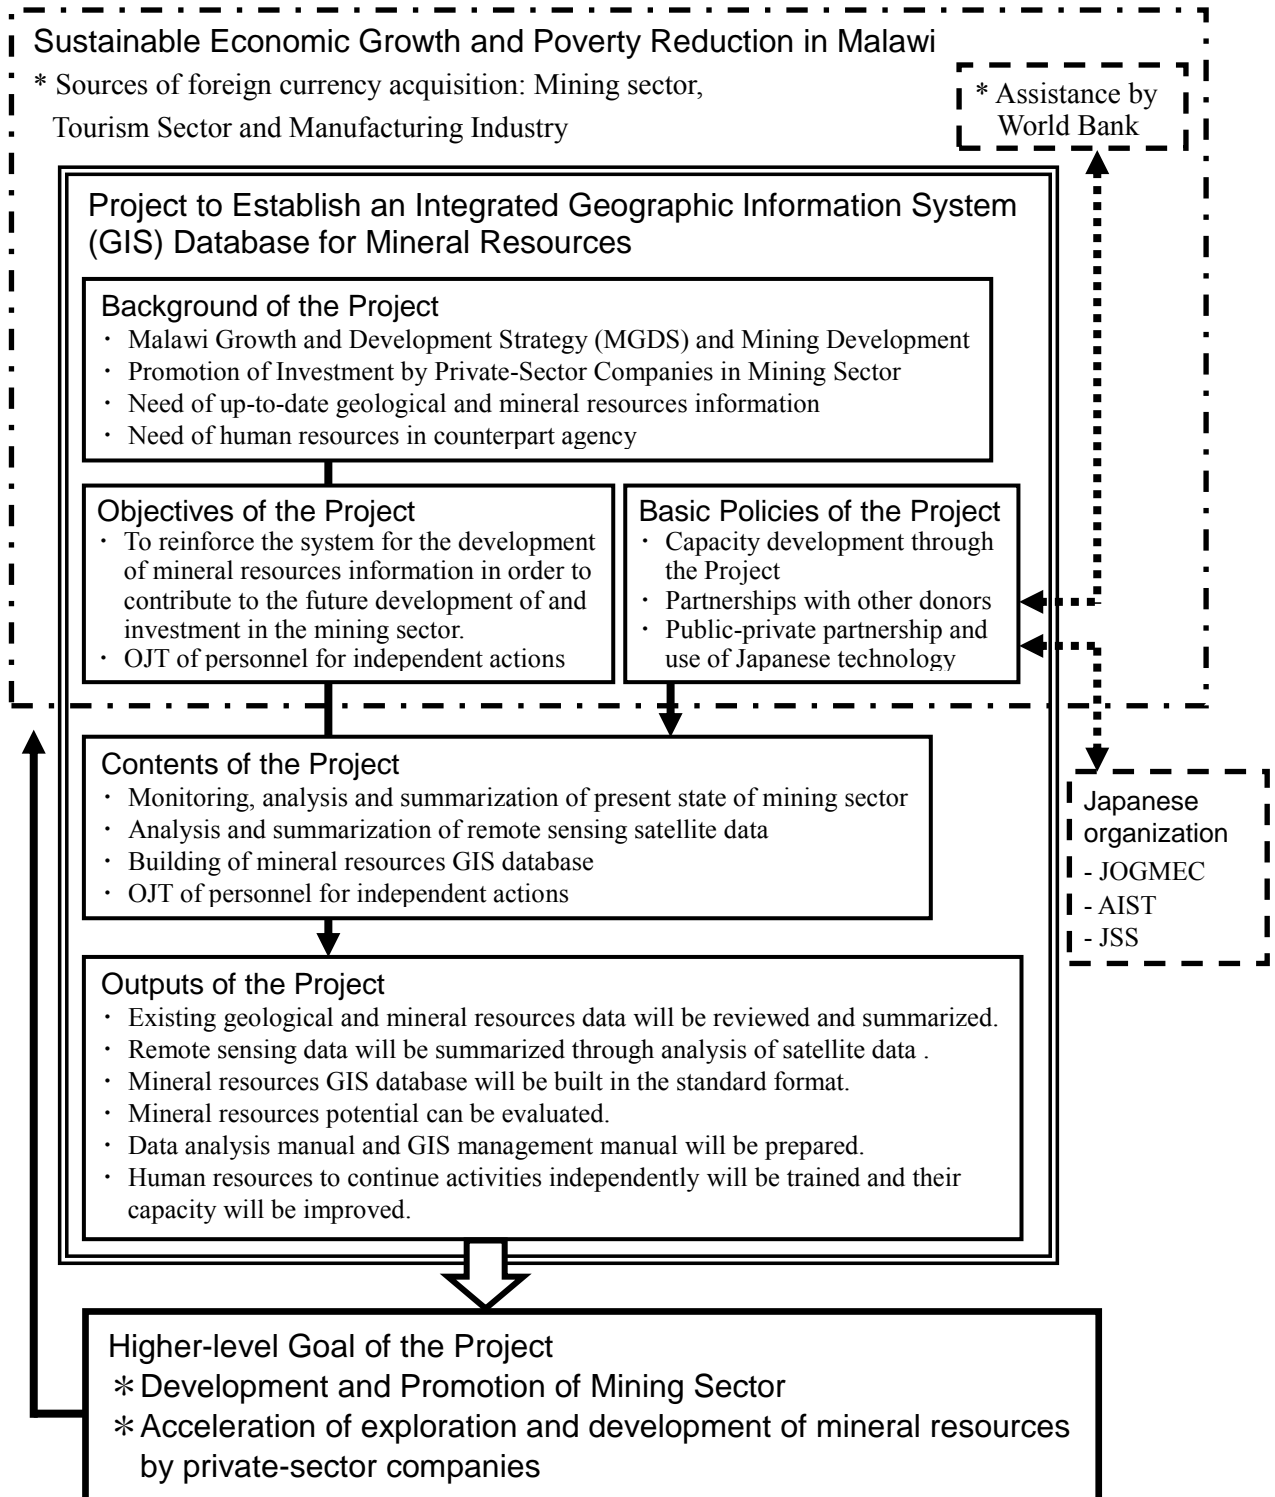 Sustainable Economic Growth and Poverty Reduction in Malawi
* Sources of foreign currency acquisition: Mining sector,
Tourism Sector and Manufacturing Industry
* Assistance by
World Bank
Project to Establish an Integrated Geographic Information System
(GIS) Database for Mineral Resources
Background of the Project
・ Malawi Growth and Development Strategy (MGDS) and Mining Development
・ Promotion of Investment by Private-Sector Companies in Mining Sector
・ Need of up-to-date geological and mineral resources information
・ Need of human resources in counterpart agency
Objectives of the Project
・ To reinforce the system for the development
of mineral resources information in order to
contribute to the future development of and
investment in the mining sector.
・ OJT of personnel for independent actions
Basic Policies of the Project
・ Capacity development through
the Project
・ Partnerships with other donors
・ Public-private partnership and
use of Japanese technology
Contents of the Project
・ Monitoring, analysis and summarization of present state of mining sector
・ Analysis and summarization of remote sensing satellite data
・ Building of mineral resources GIS database
・ OJT of personnel for independent actions
Japanese
organization
- JOGMEC
- AIST
- JSS
Outputs of the Project
・ Existing geological and mineral resources data will be reviewed and summarized.
・ Remote sensing data will be summarized through analysis of satellite data .
・ Mineral resources GIS database will be built in the standard format.
・ Mineral resources potential can be evaluated.
・ Data analysis manual and GIS management manual will be prepared.
・ Human resources to continue activities independently will be trained and their
capacity will be improved.
Higher-level Goal of the Project
＊Development and Promotion of Mining Sector
＊Acceleration of exploration and development of mineral resources
by private-sector companies